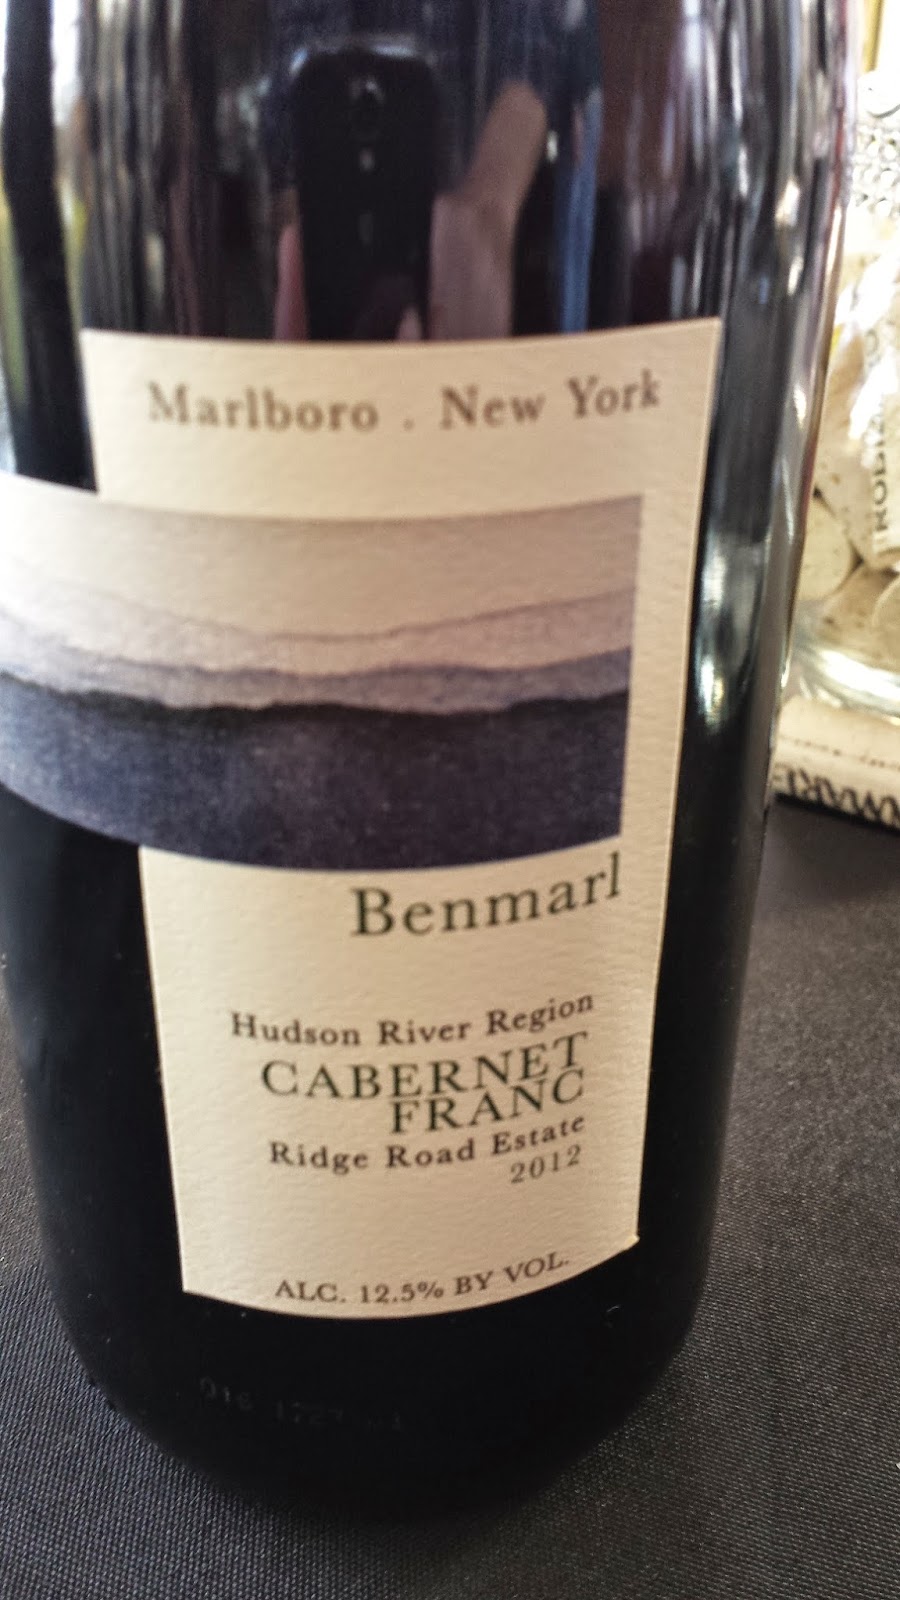 Marlboro . New York
Benmarl
Hudson River Region
CABERNET
FRANC
Ridge Road Estate
2012
ALC. 12.5% BY VOL.